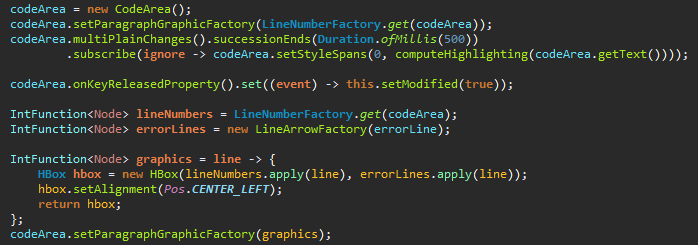 codeArea = new CodeArea();
codeArea.setParagraphGraphicFactory(LineNumberFactory.get(codeArea));
codeArea.multiPlainChanges().successionEnds(Duration.ofMillis(500))
        .subscribe(ignore -> codeArea.setStyleSpans(0, computeHighlighting(codeArea.getText())));

codeArea.onKeyReleasedProperty().set((event) -> this.setModified(true));

IntFunction<Node> lineNumbers = LineNumberFactory.get(codeArea);
IntFunction<Node> errorLines = new LineArrowFactory(errorLine);

IntFunction<Node> graphics = line -> {
    HBox hbox = new HBox(lineNumbers.apply(line), errorLines.apply(line));
    hbox.setAlignment(Pos.CENTER_LEFT);
    return hbox;
};
codeArea.setParagraphGraphicFactory(graphics);